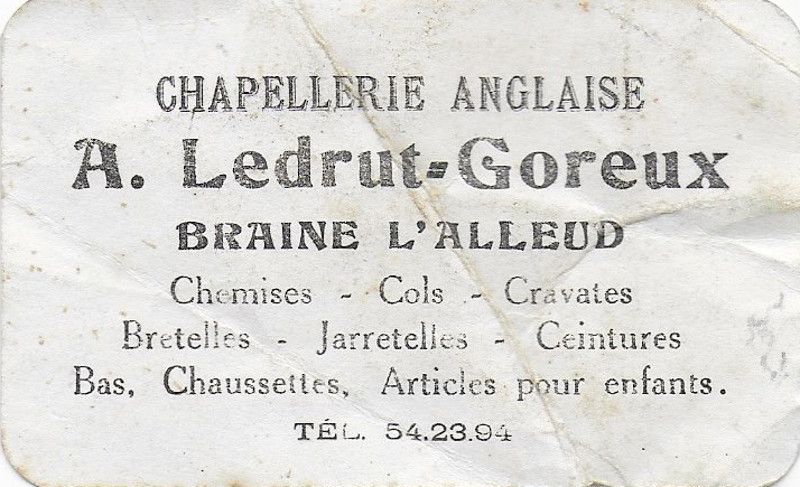 CHAPELLERIE ANGLAISE
A. Ledrut-Goreux
BRAINE L'ALLEUD
Chemises - Cols - Cravates
Bretelles - Jarretelles - Ceintures
Bas, Chaussettes, Articles pour enfants.
TÉL. 54.23.94